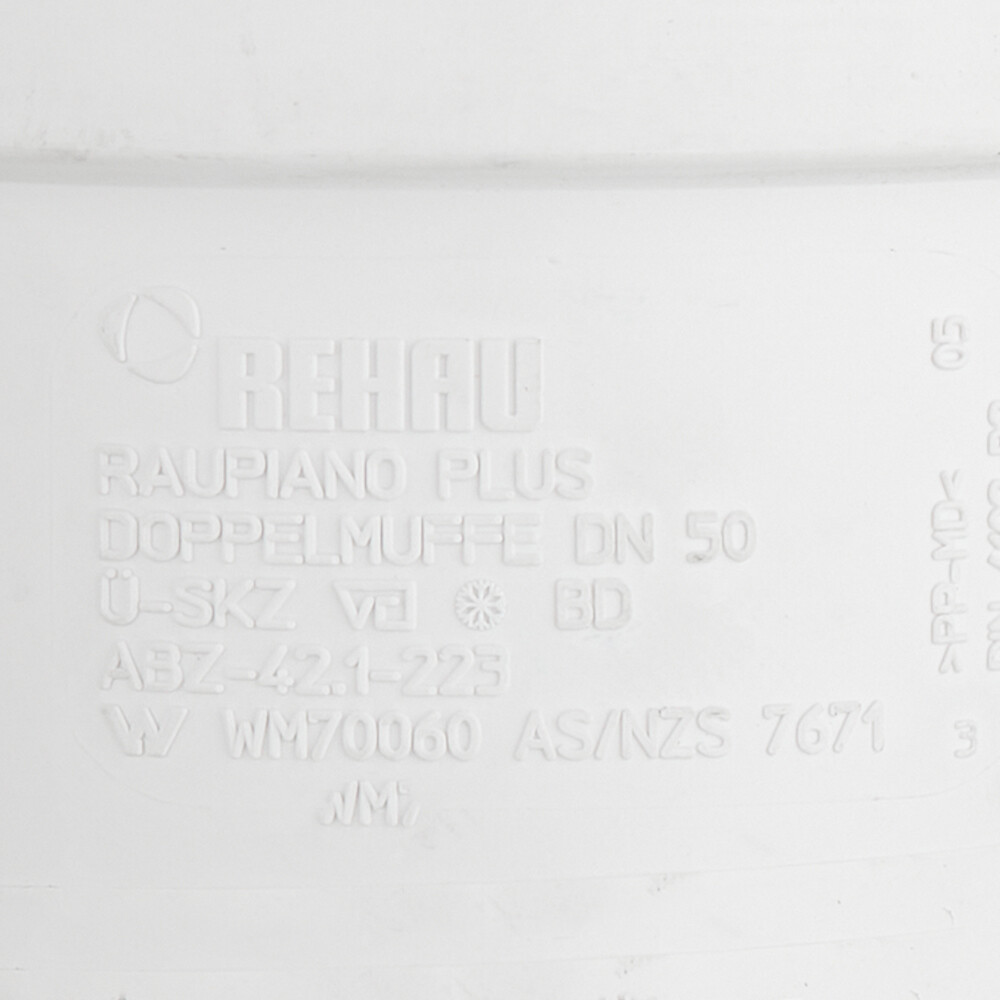 REHAU
RAUPIANO PLUS
DOPPELMUFFE DN 50
Ü-SKZ BD
ABZ-42.1-223
WM70060 AS/NZS 7671
3
05
>PP-MD<